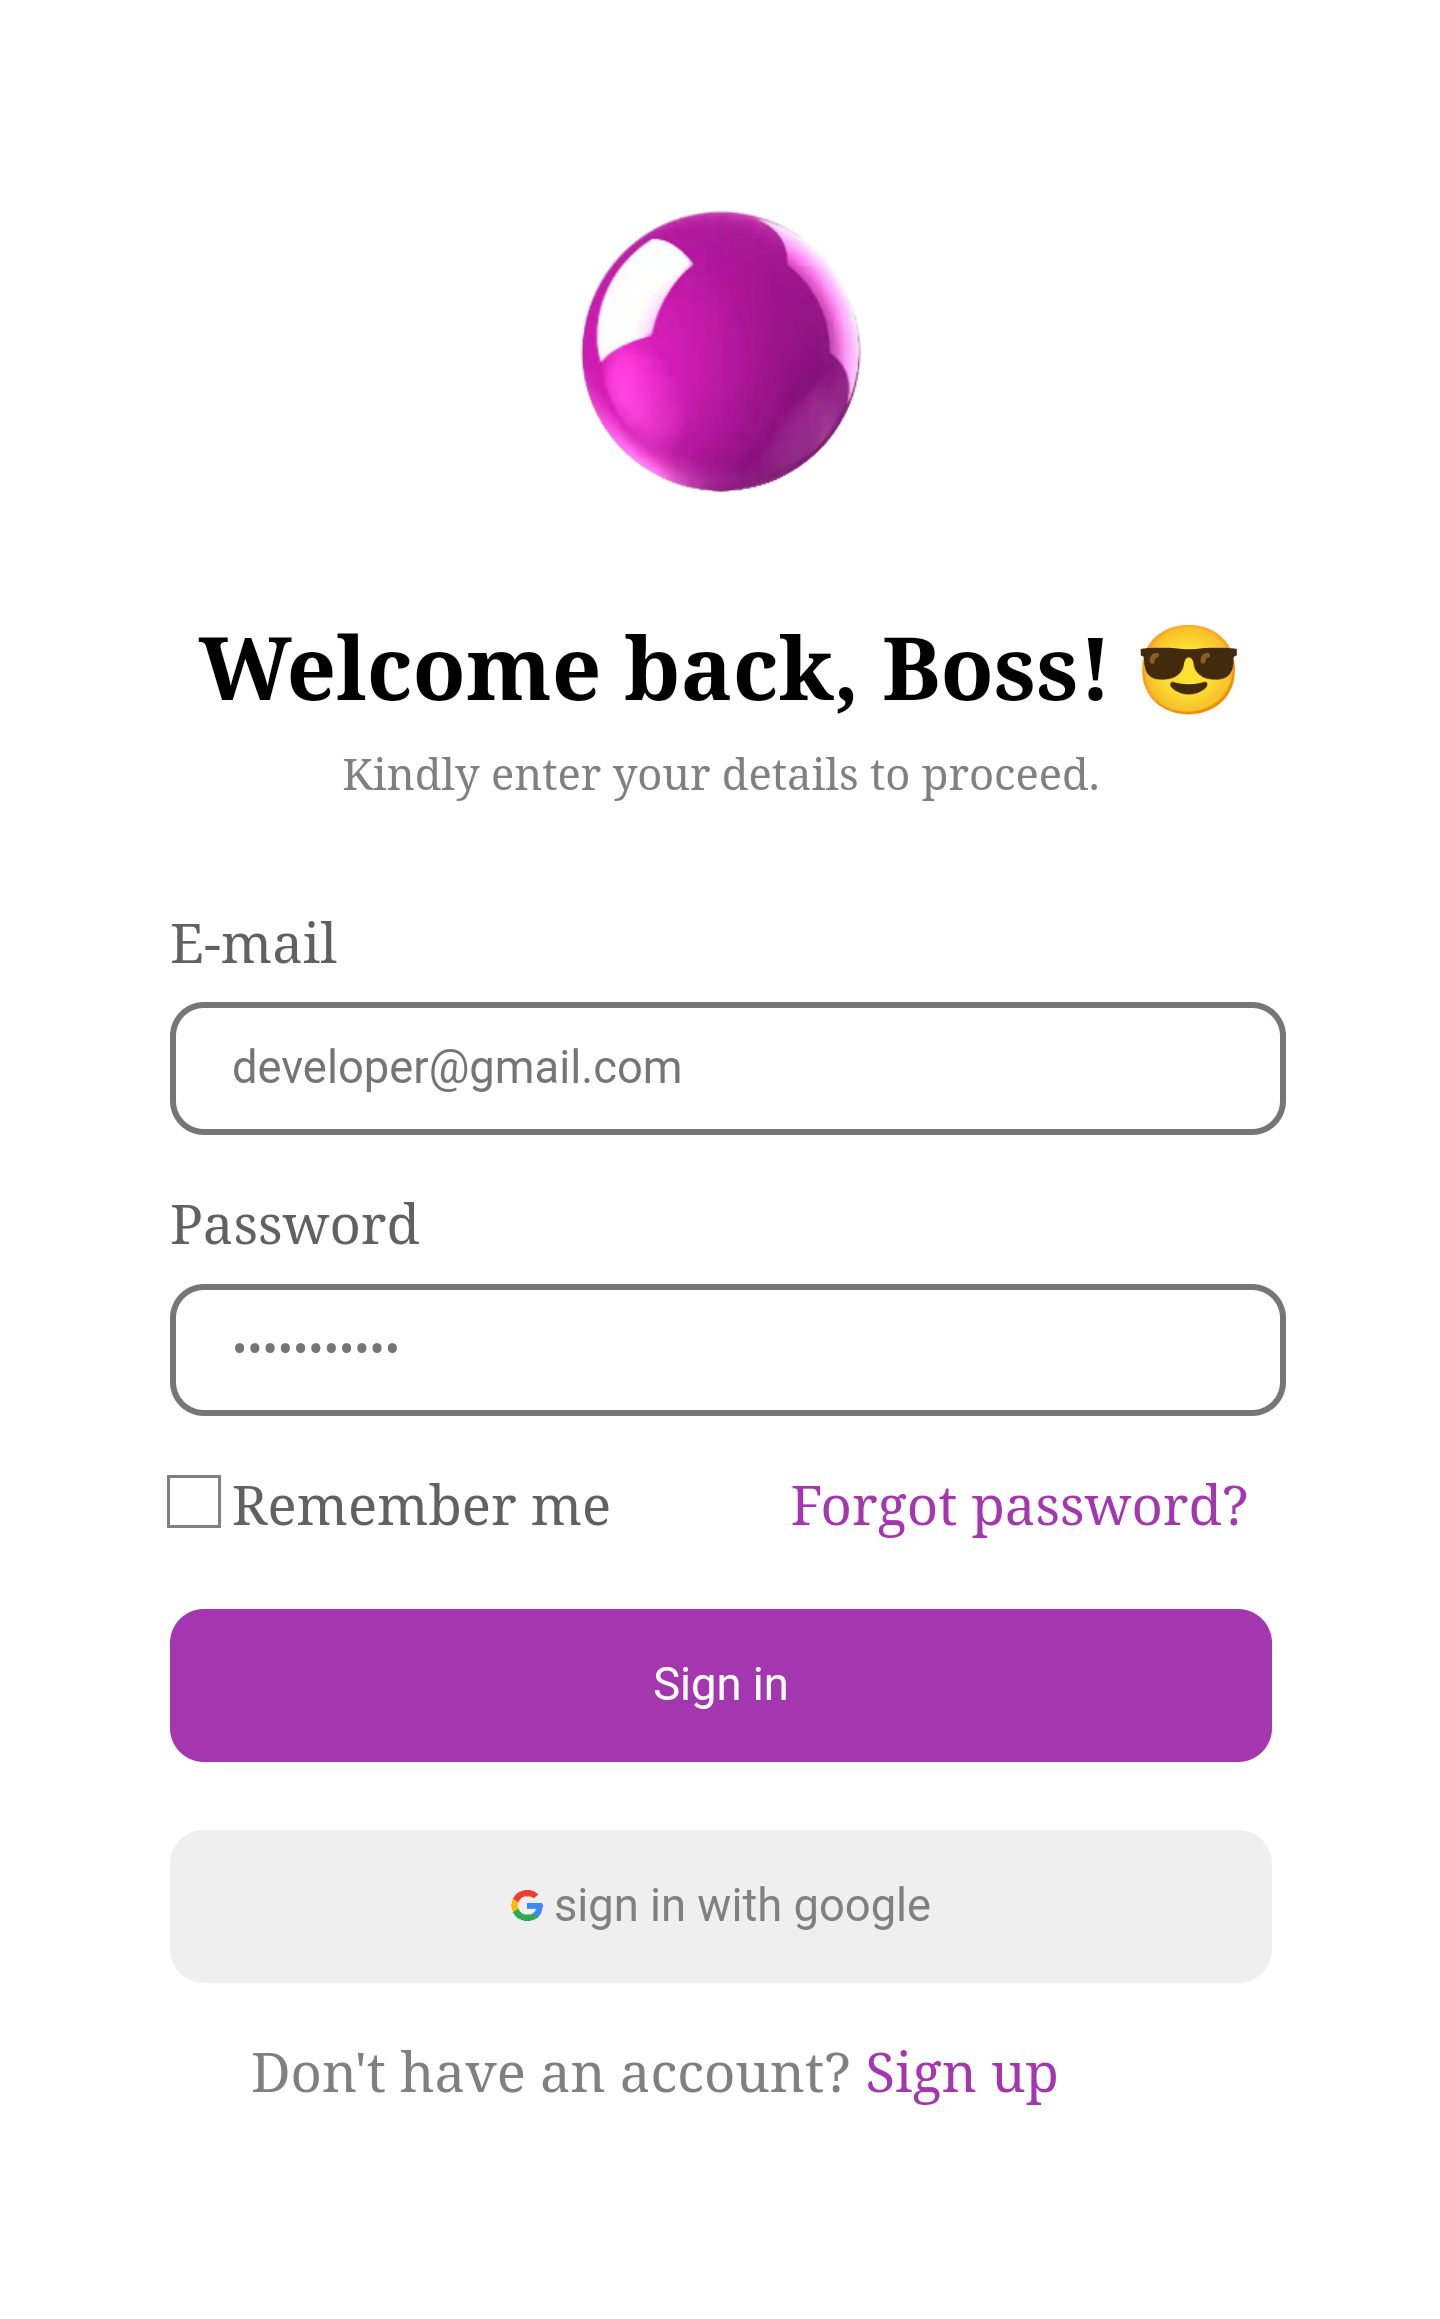 Welcome back, Boss! 😎
Kindly enter your details to proceed.
E-mail
developer@gmail.com
Password
•••••••••••
Remember me
Forgot password?
Sign in
sign in with google
Don't have an account? Sign up